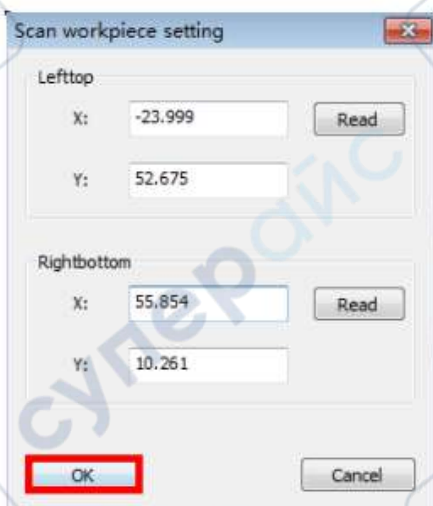 Scan workpiece setting
Lefttop
X: -23.999 Read
Y: 52.675
Rightbottom
X: 55.854 Read
Y: 10.261
OK Cancel
суперайс